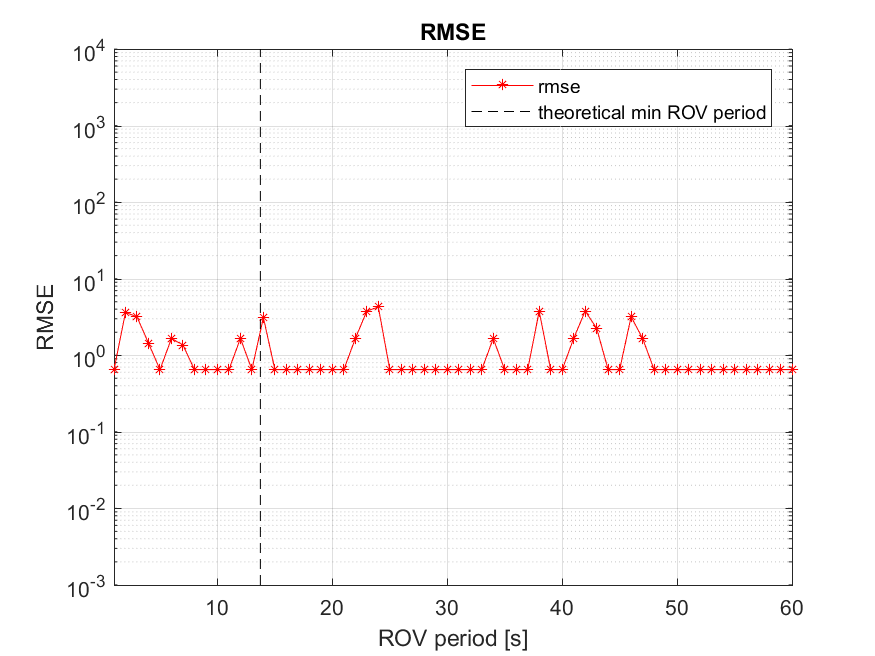 RMSE
10^4
10^3
10^2
10^1
10^0
10^-1
10^-2
10^-3
RMSE
rmse
theoretical min ROV period
10 20 30 40 50 60
ROV period [s]